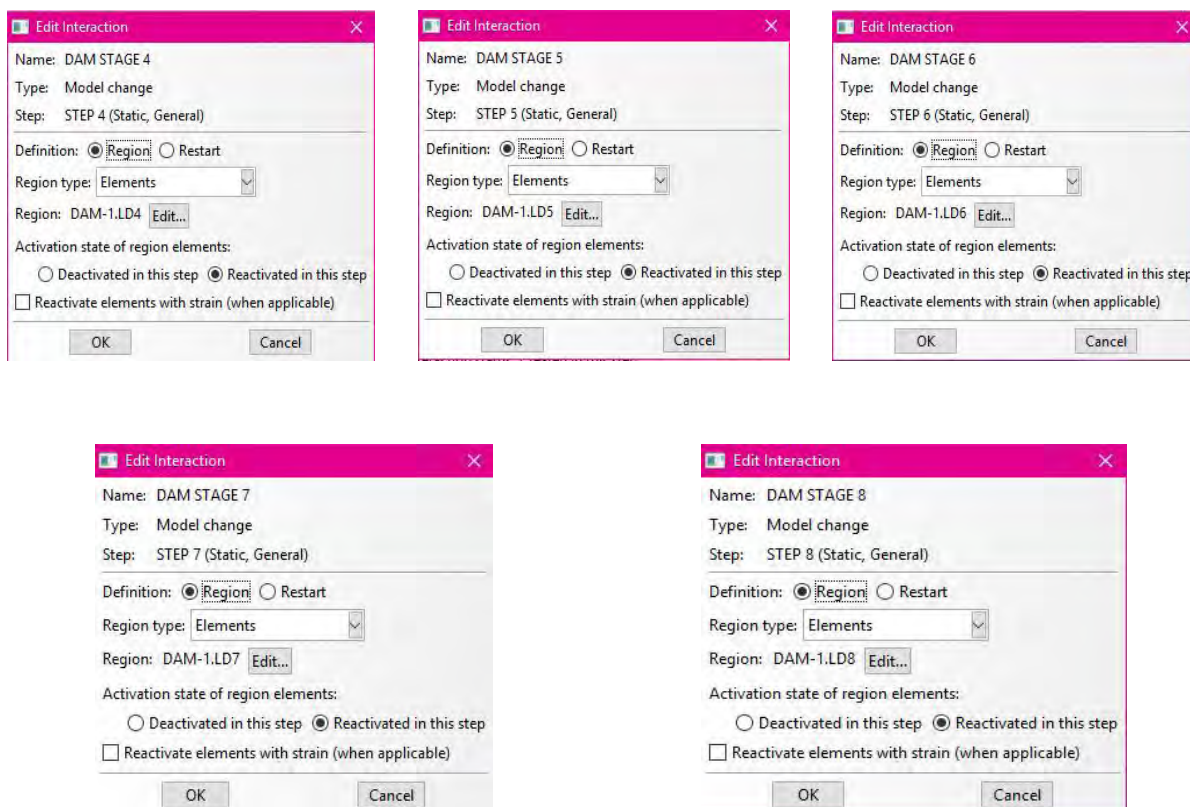 Edit Interaction
Name: DAM STAGE 4
Type: Model change
Step: STEP 4 (Static, General)
Definition: Region Restart
Region type: Elements
Region: DAM-1.LD4 Edit...
Activation state of region elements:
Deactivated in this step Reactivated in this step
Reactivate elements with strain (when applicable)
OK Cancel
Edit Interaction
Name: DAM STAGE 5
Type: Model change
Step: STEP 5 (Static, General)
Definition: Region Restart
Region type: Elements
Region: DAM-1.LD5 Edit...
Activation state of region elements:
Deactivated in this step Reactivated in this step
Reactivate elements with strain (when applicable)
OK Cancel
Edit Interaction
Name: DAM STAGE 6
Type: Model change
Step: STEP 6 (Static, General)
Definition: Region Restart
Region type: Elements
Region: DAM-1.LD6 Edit...
Activation state of region elements:
Deactivated in this step Reactivated in this step
Reactivate elements with strain (when applicable)
OK Cancel
Edit Interaction
Name: DAM STAGE 7
Type: Model change
Step: STEP 7 (Static, General)
Definition: Region Restart
Region type: Elements
Region: DAM-1.LD7 Edit...
Activation state of region elements:
Deactivated in this step Reactivated in this step
Reactivate elements with strain (when applicable)
OK Cancel
Edit Interaction
Name: DAM STAGE 8
Type: Model change
Step: STEP 8 (Static, General)
Definition: Region Restart
Region type: Elements
Region: DAM-1.LD8 Edit...
Activation state of region elements:
Deactivated in this step Reactivated in this step
Reactivate elements with strain (when applicable)
OK Cancel